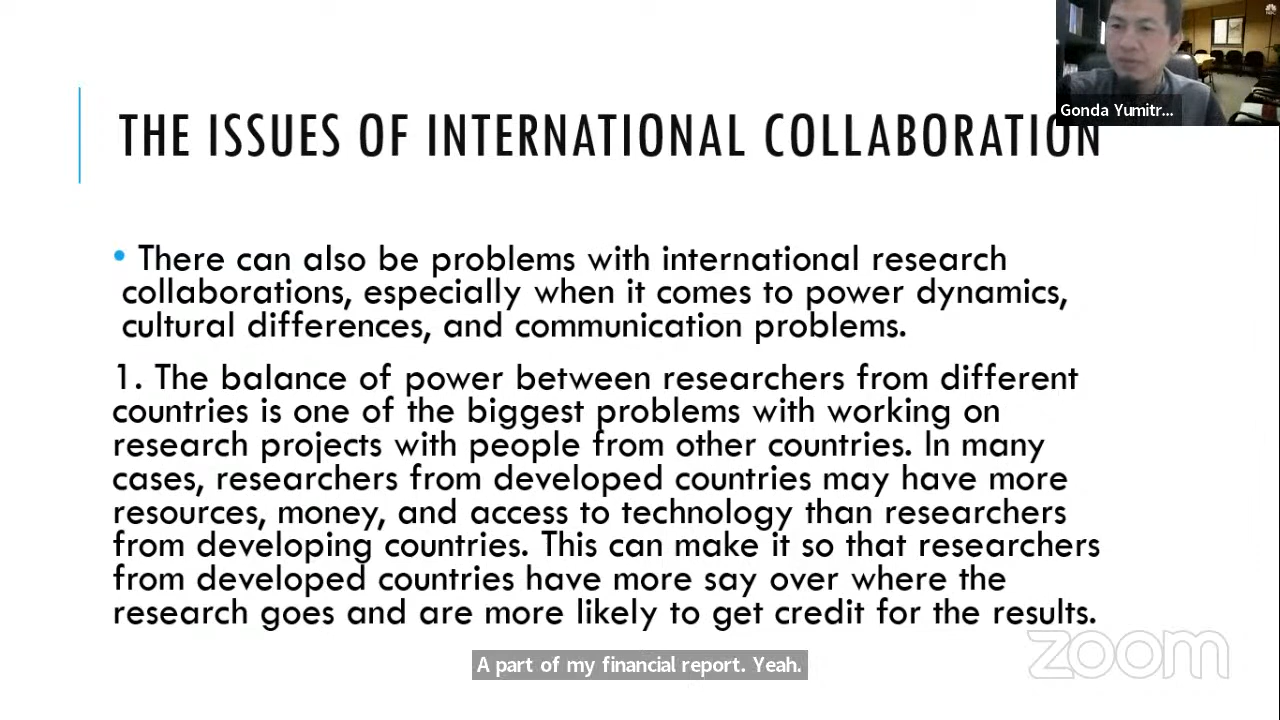 Gonda Yumitr...
THE ISSUES OF INTERNATIONAL COLLABORATION
• There can also be problems with international research
collaborations, especially when it comes to power dynamics,
cultural differences, and communication problems.
1. The balance of power between researchers from different
countries is one of the biggest problems with working on
research projects with people from other countries. In many
cases, researchers from developed countries may have more
resources, money, and access to technology than researchers
from developing countries. This can make it so that researchers
from developed countries have more say over where the
research goes and are more likely to get credit for the results.
zoom
A part of my financial report. Yeah.